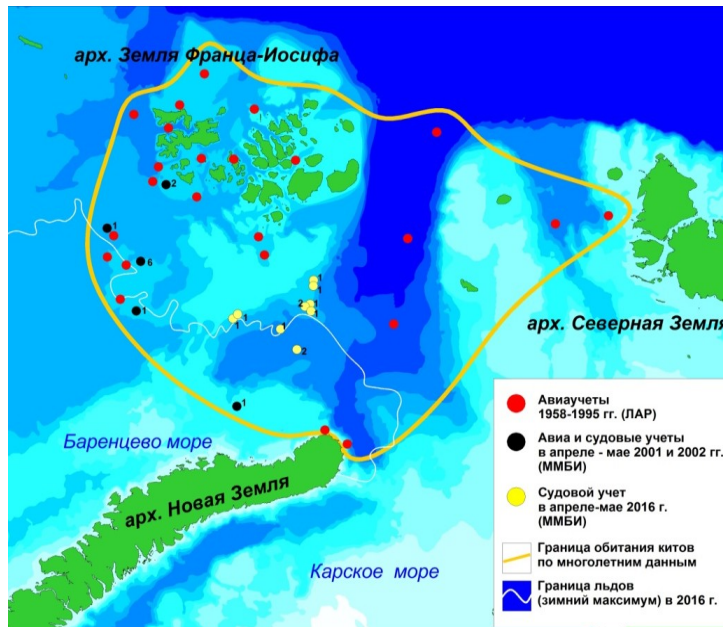 арх. Земля Франца-Иосифа
2
1
6
1
1
1
2
1
1
1
1
1
2
1
арх. Северная Земля
Баренцево море
арх. Новая Земля
Карское море
Авиаучеты
1958-1995 гг. (ЛАР)
Авиа и судовые учеты
в апреле - мае 2001 и 2002 гг.
(ММБИ)
Судовой учет
в апреле-мае 2016 г.
(ММБИ)
Граница обитания китов
по многолетним данным
Граница льдов
(зимний максимум) в 2016 г.